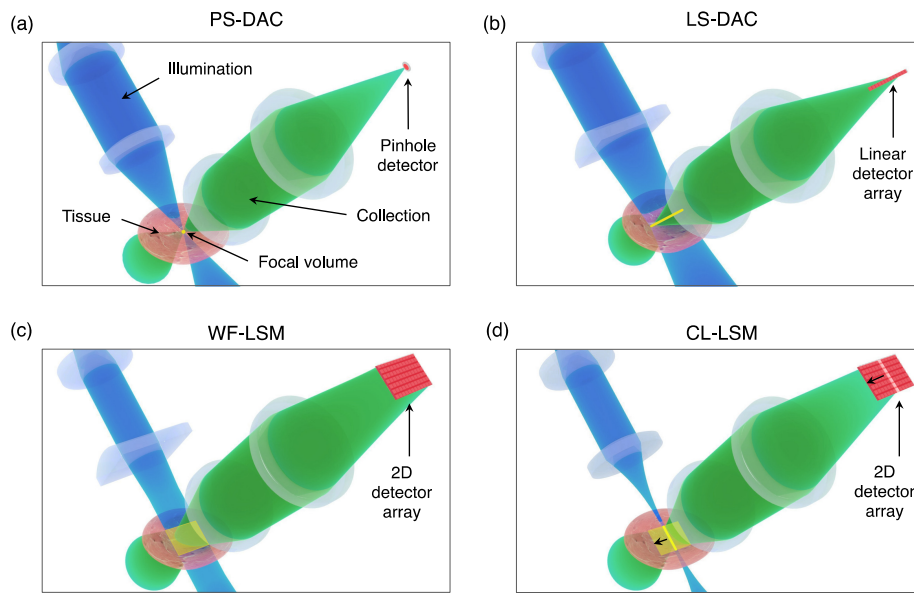 (a)
PS-DAC
Illumination
Pinhole
detector
Tissue
Collection
Focal volume
(b)
LS-DAC
Linear
detector
array
(c)
WF-LSM
2D
detector
array
(d)
CL-LSM
2D
detector
array